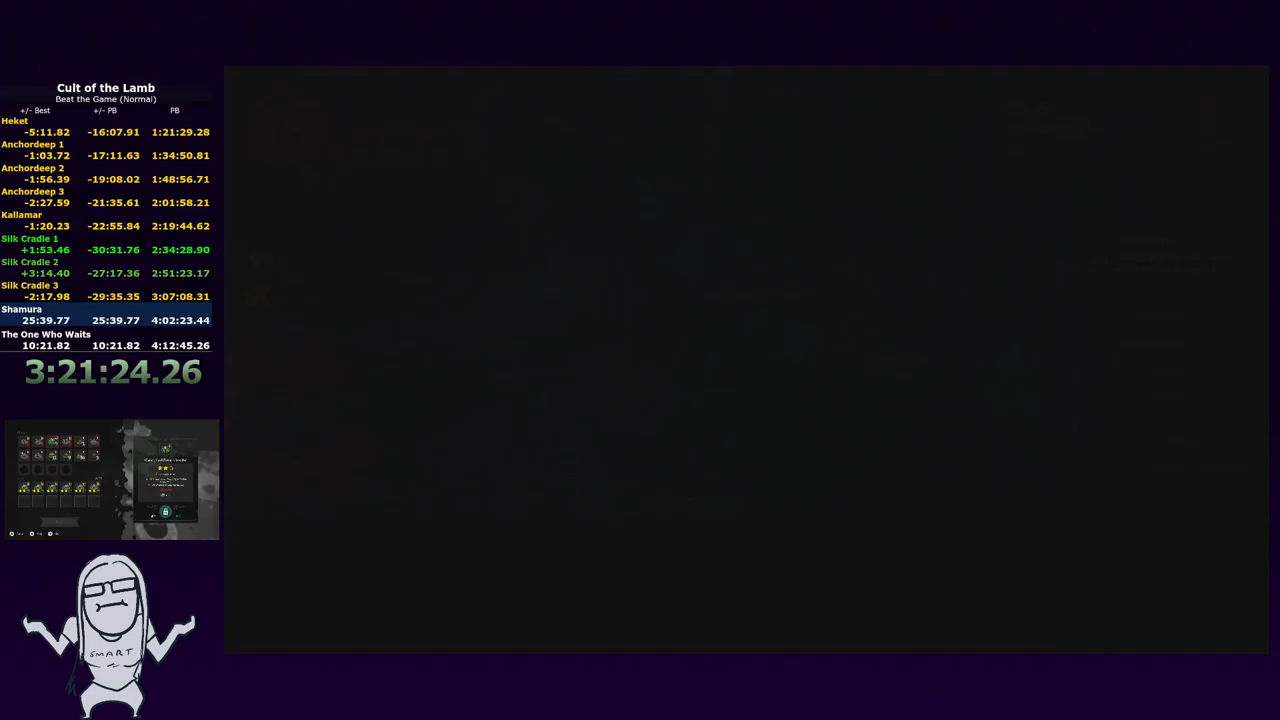 Cult of the Lamb
Beat the Game (Normal)
+/- Best +/- PB PB
Heket
-5:11.82 -16:07.91 1:21:29.28
Anchordeep 1
-1:03.72 -17:11.63 1:34:50.81
Anchordeep 2
-1:56.39 -19:08.02 1:48:56.71
Anchordeep 3
-2:27.59 -21:35.61 2:01:58.21
Kallamar
-1:20.23 -22:55.84 2:19:44.62
Silk Cradle 1
+1:53.46 -30:31.76 2:34:28.90
Silk Cradle 2
+3:14.40 -27:17.36 2:51:23.17
Silk Cradle 3
-2:17.98 -29:35.35 3:07:08.31
Shamura
25:39.77 25:39.77 4:02:23.44
The One Who Waits
10:21.82 10:21.82 4:12:45.26
3:21:24.26
SMART